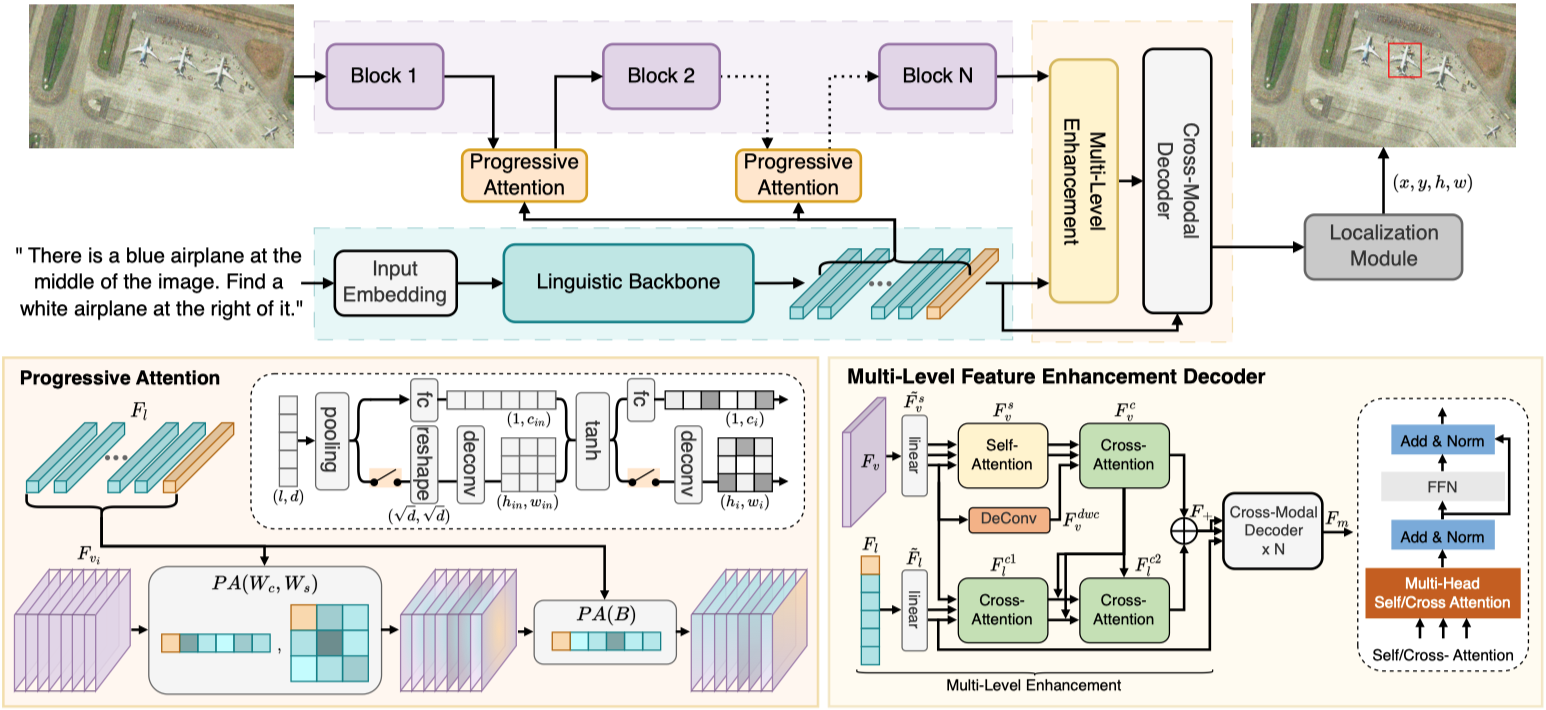 Block 1
Block 2
Block N
Progressive
Attention
Progressive
Attention
Multi-Level
Enhancement
Cross-Modal
Decoder
(x, y, h, w)
Localization
Module
" There is a blue airplane at the
middle of the image. Find a
white airplane at the right of it."
Input
Embedding
Linguistic Backbone
...
Progressive Attention
F_l
...
(l, d)
pooling
fc
(1, c_{in})
reshape
(√d, √d)
deconv
(h_{in}, w_{in})
tanh
fc
(1, c_i)
deconv
(h_i, w_i)
F_{v_i}
PA(W_c, W_s)
,
PA(B)
Multi-Level Feature Enhancement Decoder
F_v
F̃_v^s
linear
F_v^s
Self-
Attention
F_v^c
Cross-
Attention
DeConv
F_v^{dwc}
F_l
F̃_l
linear
F_l^{c1}
Cross-
Attention
F_l^{c2}
Cross-
Attention
F_+
Cross-Modal
Decoder
x N
F_m
Multi-Level Enhancement
Add & Norm
FFN
Add & Norm
Multi-Head
Self/Cross Attention
Self/Cross- Attention